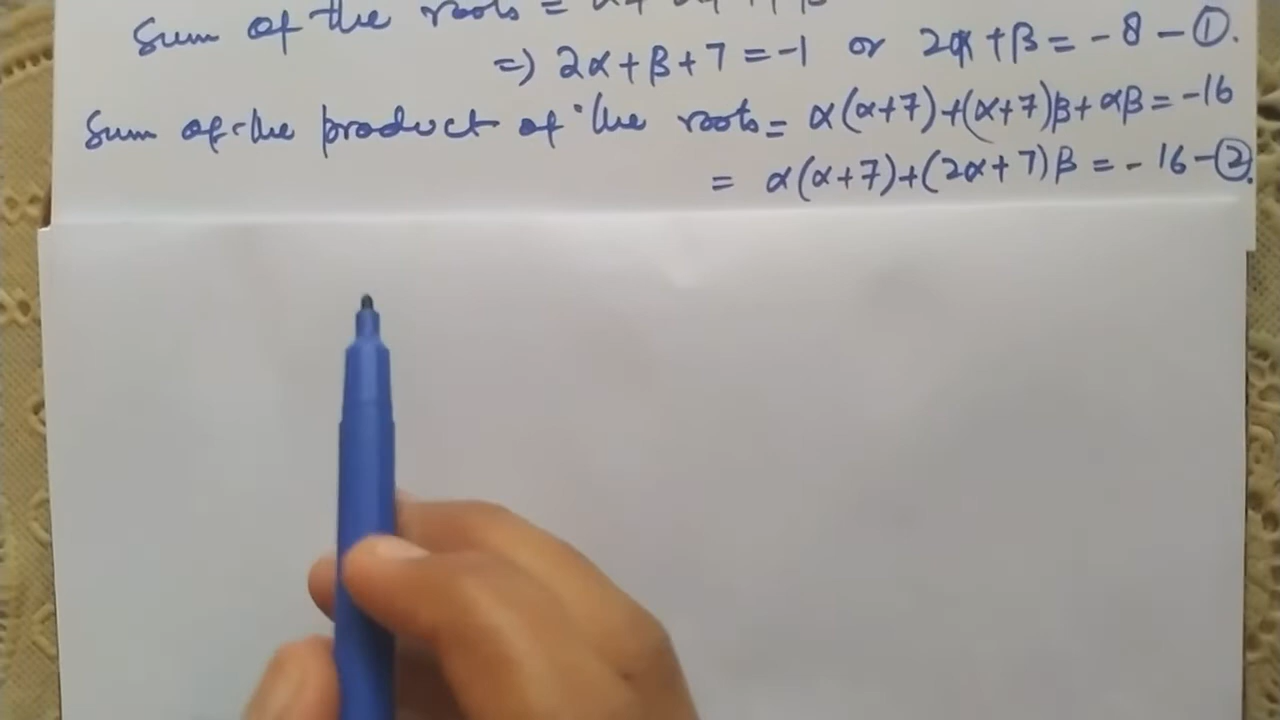 Sum of the roots =
=) 2α+β+7 = -1 or 2α+β = -8 - ①.
Sum of the product of the roots = α(α+7)+(α+7)β+αβ = -16
= α(α+7)+(2α+7)β = -16 - ②.